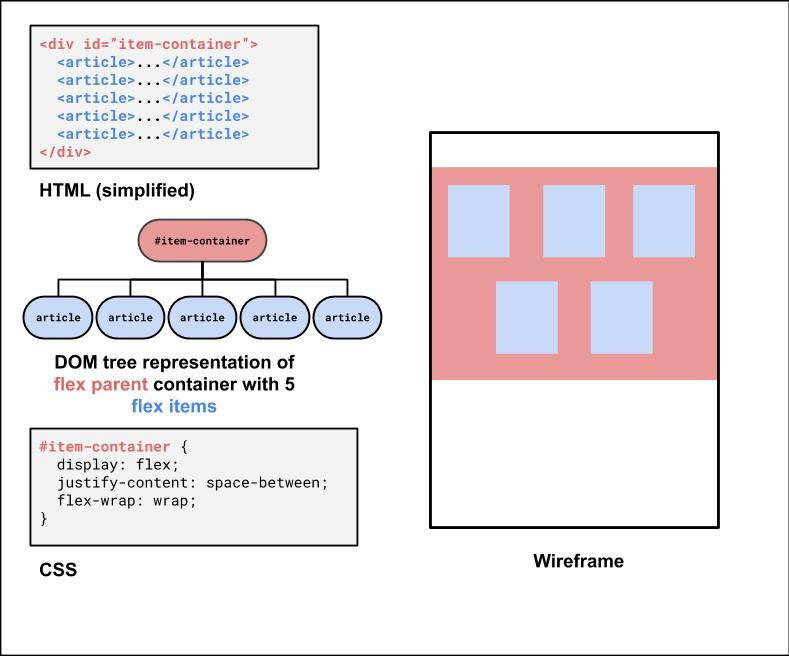 <div id="item-container">
<article>...</article>
<article>...</article>
<article>...</article>
<article>...</article>
<article>...</article>
</div>
HTML (simplified)
#item-container
article article article article article
DOM tree representation of
flex parent container with 5
flex items
#item-container {
display: flex;
justify-content: space-between;
flex-wrap: wrap;
}
CSS
Wireframe